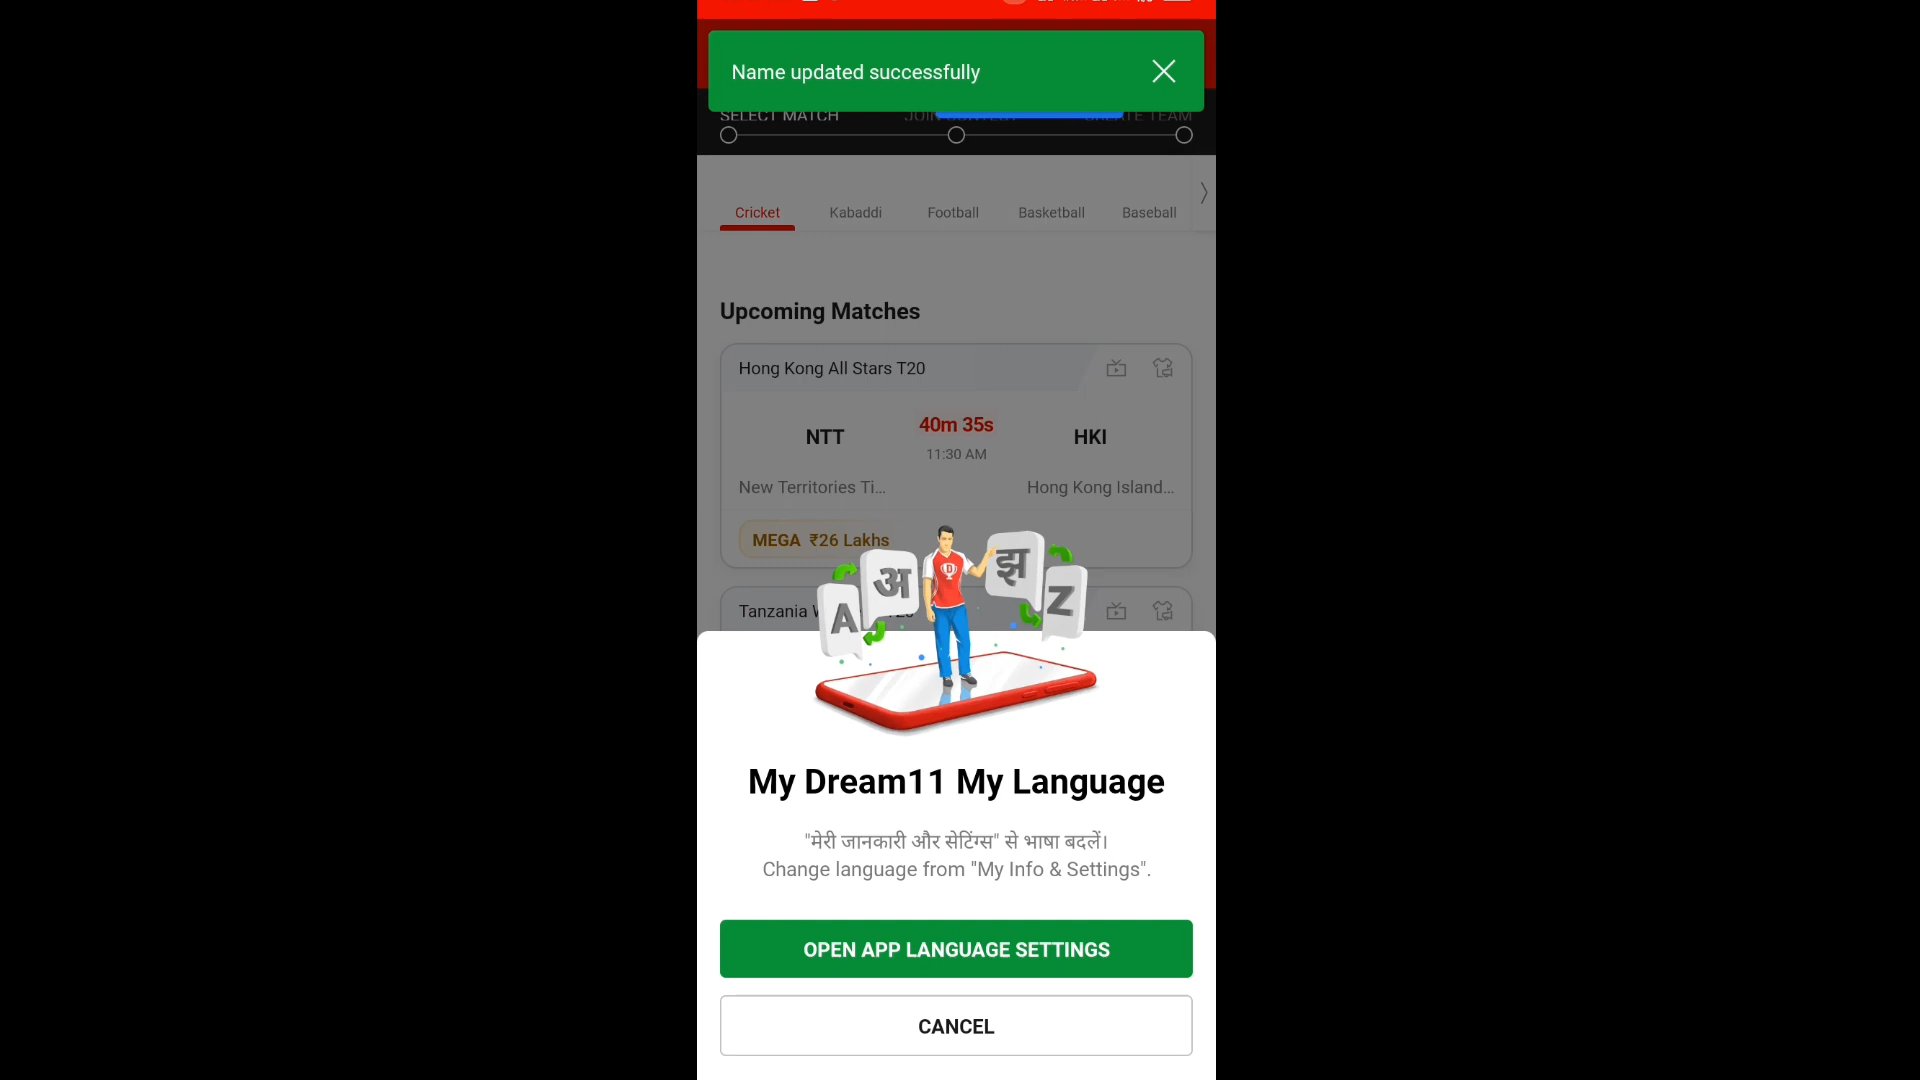 Name updated successfully
SELECT MATCH
Cricket
Kabaddi
Football
Basketball
Baseball
Upcoming Matches
Hong Kong All Stars T20
40m 35s
NTT
HKI
11:30 AM
New Territories Ti...
Hong Kong Island...
MEGA ₹26 Lakhs
Tanzania
A
अ
झ
Z
My Dream11 My Language
"मेरी जानकारी और सेटिंग्स" से भाषा बदलें।
Change language from "My Info & Settings".
OPEN APP LANGUAGE SETTINGS
CANCEL